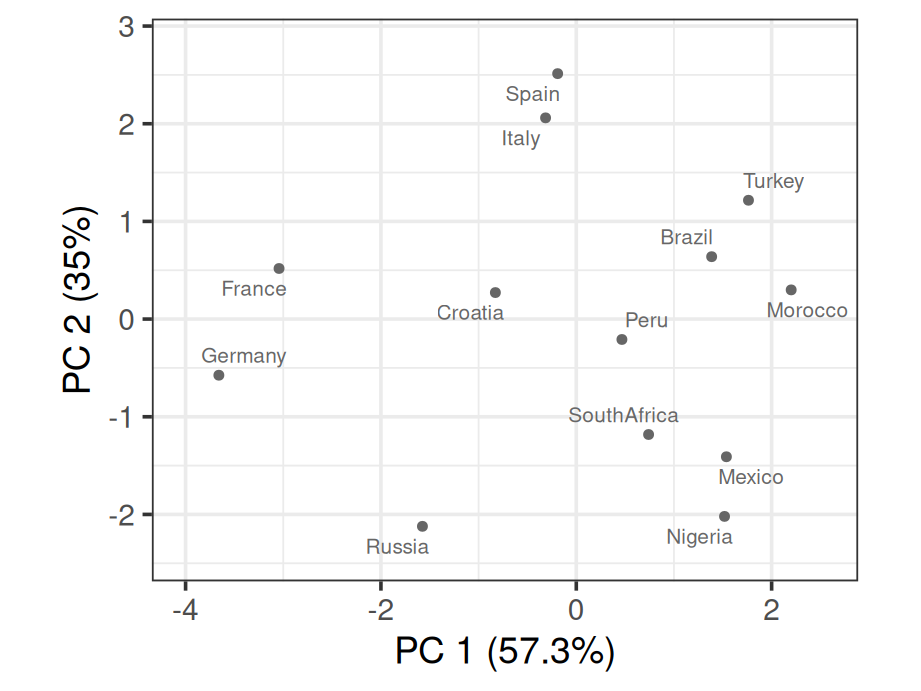 3
Spain
2
Italy
Turkey
1
Brazil
France
Morocco
Croatia
0
Peru
Germany
-1
SouthAfrica
Mexico
-2
Nigeria
Russia
-4
-2
0
2
PC 1 (57.3%)
PC 2 (35%)